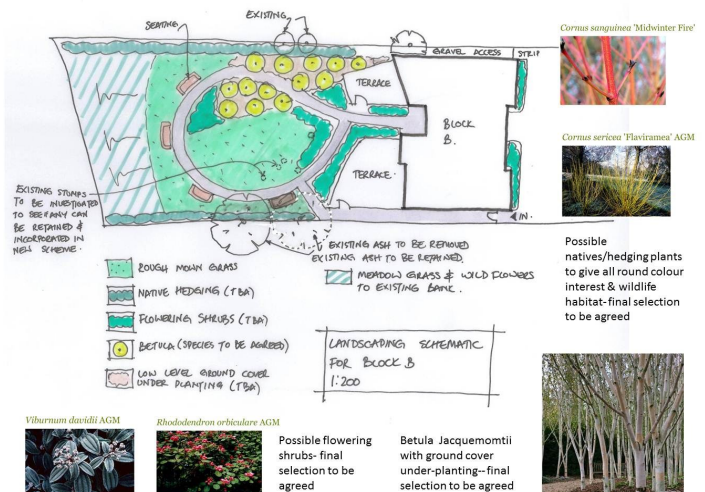 SEATING
EXISTING
GRAVEL ACCESS
STRIP
TERRACE
BLOCK
B.
TERRACE.
IN.
EXISTING STUMPS
TO BE INVESTIGATED
TO SEE IF ANY CAN
BE RETAINED &
INCORPORATED IN
NEW SCHEME.
EXISTING ASH TO BE REMOVED
EXISTING ASH TO BE RETAINED.
ROUGH MOWN GRASS
NATIVE HEDGING (TBA)
FLOWERING SHRUBS (TBA)
BETULA (SPECIES TO BE AGREED)
LOW LEVEL GROUND COVER
UNDER PLANTING (TBA)
MEADOW GRASS & WILD FLOWERS
TO EXISTING BANK.
LANDSCAPING SCHEMATIC
FOR BLOCK B
1:200
Cornus sanguinea 'Midwinter Fire'
Cornus sericea 'Flaviramea' AGM
Possible
natives/hedging plants
to give all round colour
interest & wildlife
habitat- final selection
to be agreed
Viburnum davidii AGM
Rhododendron orbiculare AGM
Possible flowering
shrubs- final
selection to be
agreed
Betula Jacquemomtii
with ground cover
under-planting--final
selection to be agreed